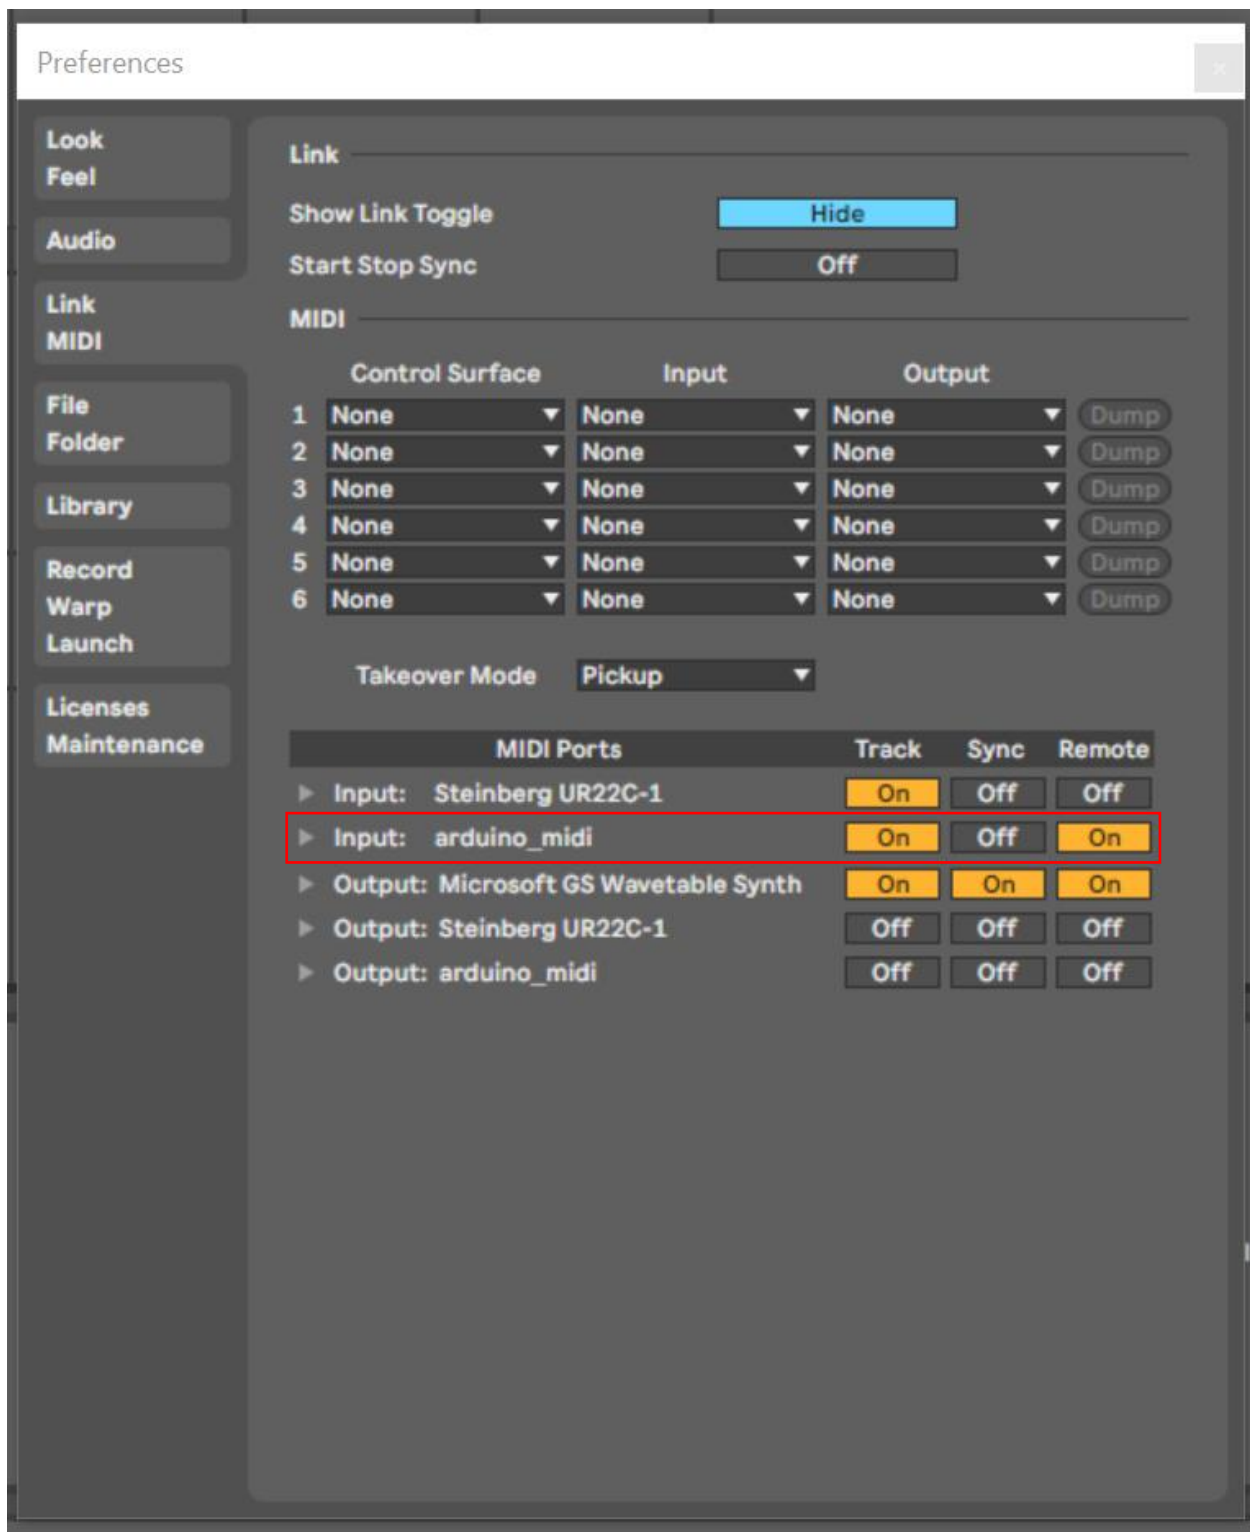 Preferences
Look
Feel
Audio
Link
MIDI
File
Folder
Library
Record
Warp
Launch
Licenses
Maintenance
Link
Show Link Toggle Hide
Start Stop Sync Off
MIDI
Control Surface Input Output
1 None None None Dump
2 None None None Dump
3 None None None Dump
4 None None None Dump
5 None None None Dump
6 None None None Dump
Takeover Mode Pickup
MIDI Ports Track Sync Remote
Input: Steinberg UR22C-1 On Off Off
Input: arduino_midi On Off On
Output: Microsoft GS Wavetable Synth On On On
Output: Steinberg UR22C-1 Off Off Off
Output: arduino_midi Off Off Off